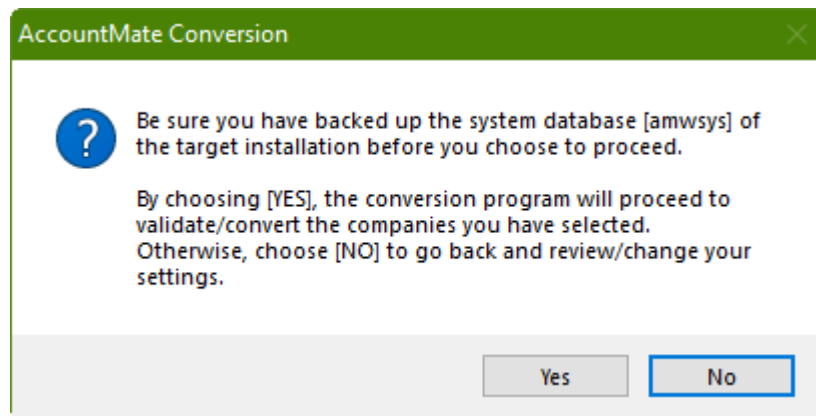 AccountMate Conversion
Be sure you have backed up the system database [amwsys] of
the target installation before you choose to proceed.
By choosing [YES], the conversion program will proceed to
validate/convert the companies you have selected.
Otherwise, choose [NO] to go back and review/change your
settings.
Yes
No